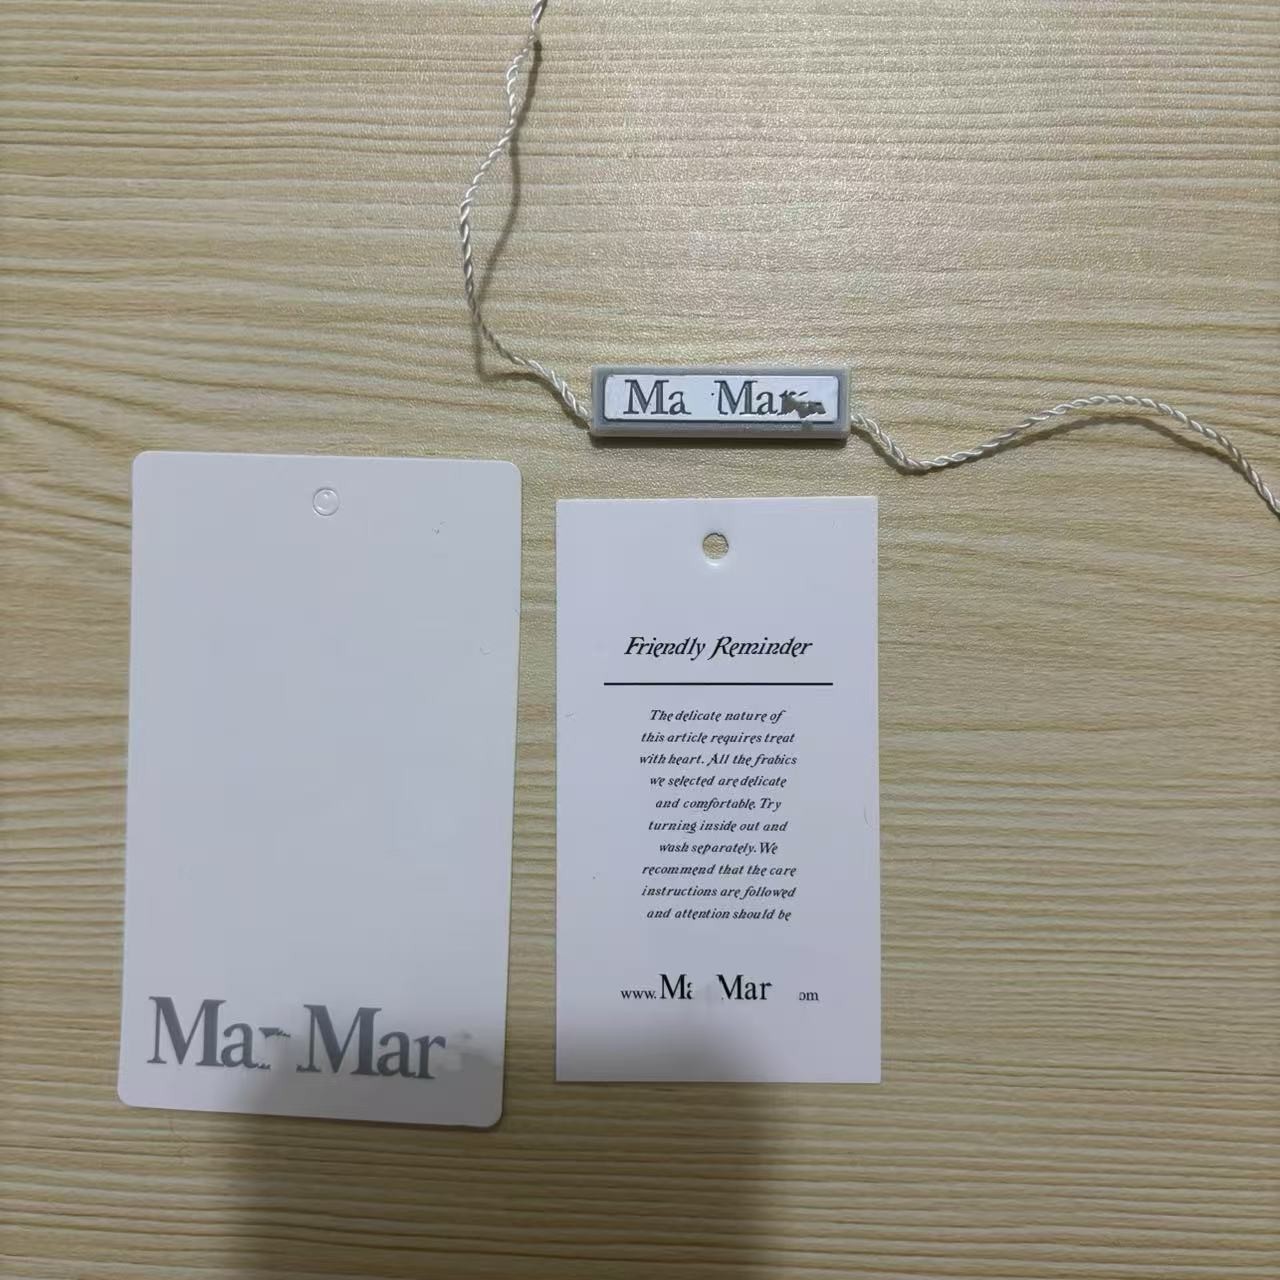 Ma Mar
Friendly Reminder
The delicate nature of
this article requires treat
with heart. All the frabics
we selected are delicate
and comfortable. Try
turning inside out and
wash separately. We
recommend that the care
instructions are followed
and attention should be
www.Ma Mar om
Ma Mar